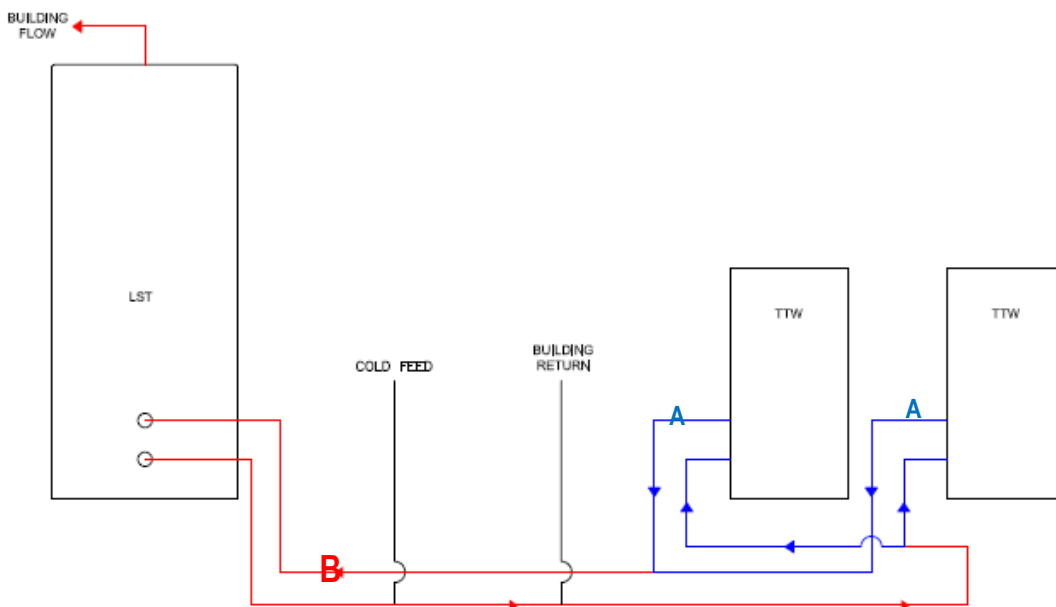 BUILDING
FLOW
LST
COLD FEED
BUILDING
RETURN
TTW
TTW
A
A
B